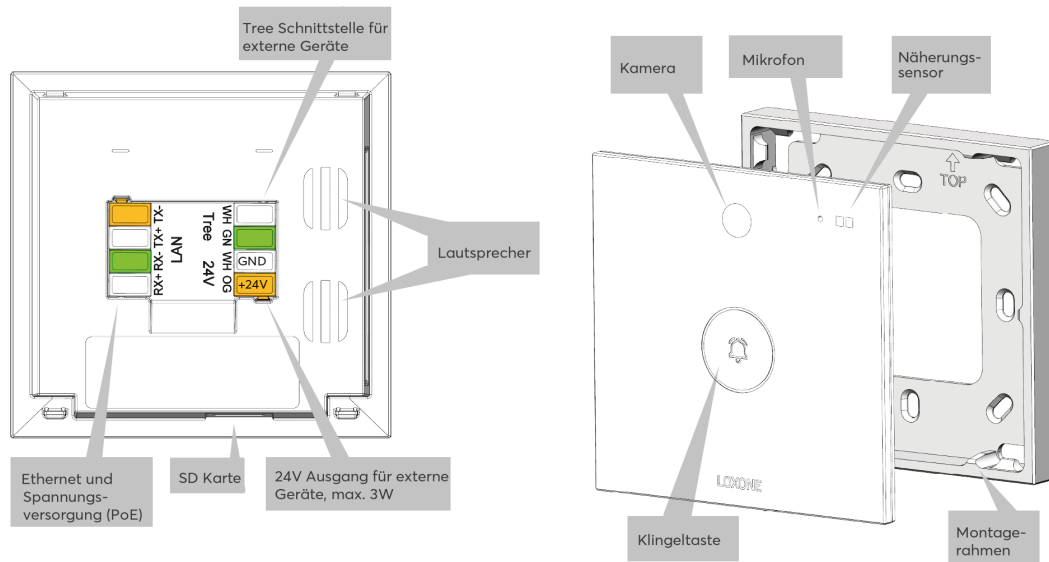 Tree Schnittstelle für
externe Geräte
TX-
TX+
RX-
RX+
LAN
Tree
24V
WH
GN
WH
OG
GND
+24V
Lautsprecher
Ethernet und
Spannungs-
versorgung (PoE)
SD Karte
24V Ausgang für externe
Geräte, max. 3W
Kamera
Mikrofon
Näherungs-
sensor
TOP
LOXONE
Klingeltaste
Montage-
rahmen